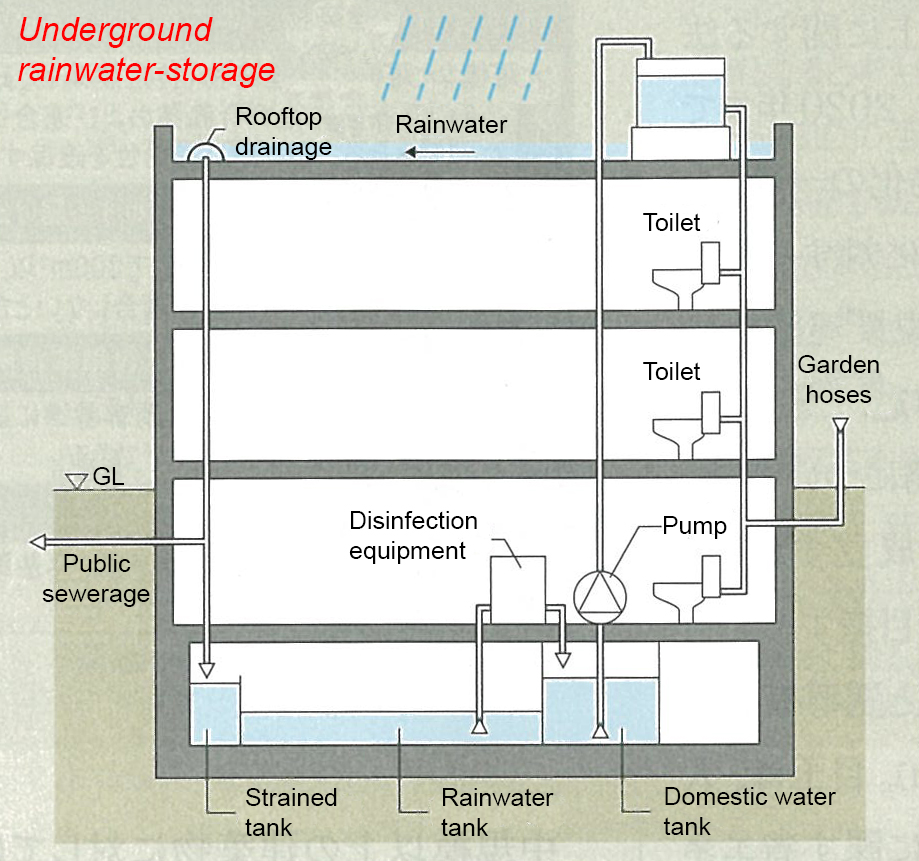 Underground
rainwater-storage
Rooftop
drainage
Rainwater
Toilet
Toilet
Garden
hoses
GL
Disinfection
equipment
Pump
Public
sewerage
Strained
tank
Rainwater
tank
Domestic water
tank